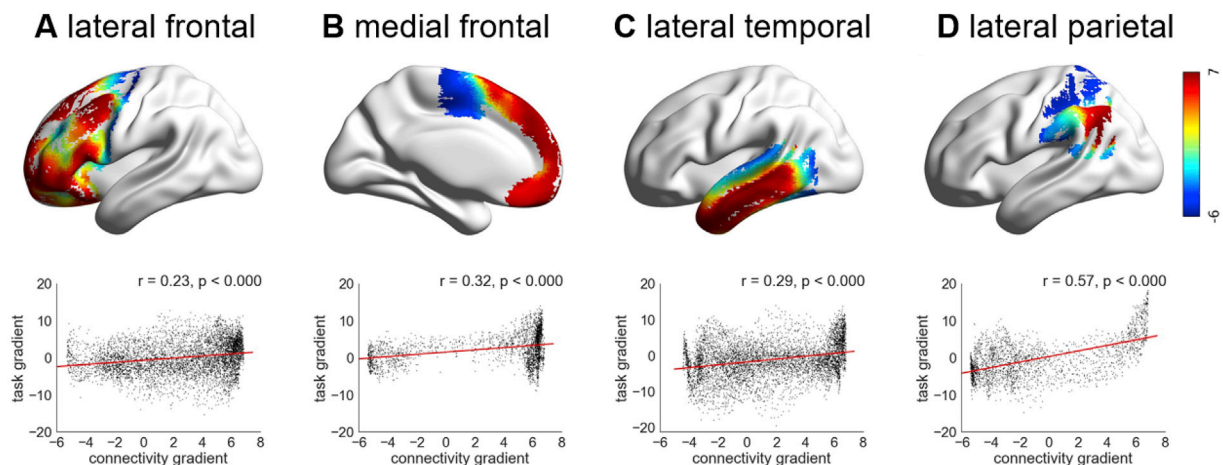 A lateral frontal
B medial frontal
C lateral temporal
D lateral parietal
7
-6
r = 0.23, p < 0.000
20
10
0
−10
−20
task gradient
−6 −4 −2 0 2 4 6 8
connectivity gradient
r = 0.32, p < 0.000
20
10
0
−10
−20
task gradient
−6 −4 −2 0 2 4 6 8
connectivity gradient
r = 0.29, p < 0.000
20
10
0
−10
−20
task gradient
−6 −4 −2 0 2 4 6 8
connectivity gradient
r = 0.57, p < 0.000
20
10
0
−10
−20
task gradient
−6 −4 −2 0 2 4 6 8
connectivity gradient